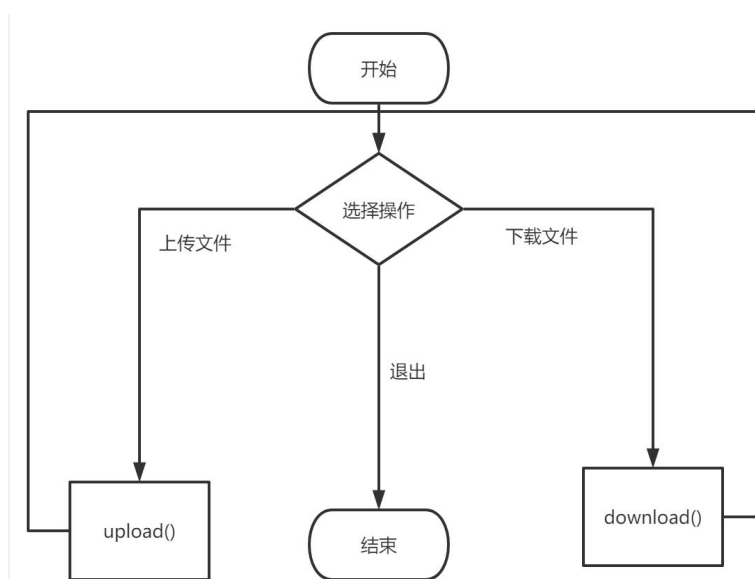 开始
选择操作
上传文件
下载文件
退出
upload()
download()
结束